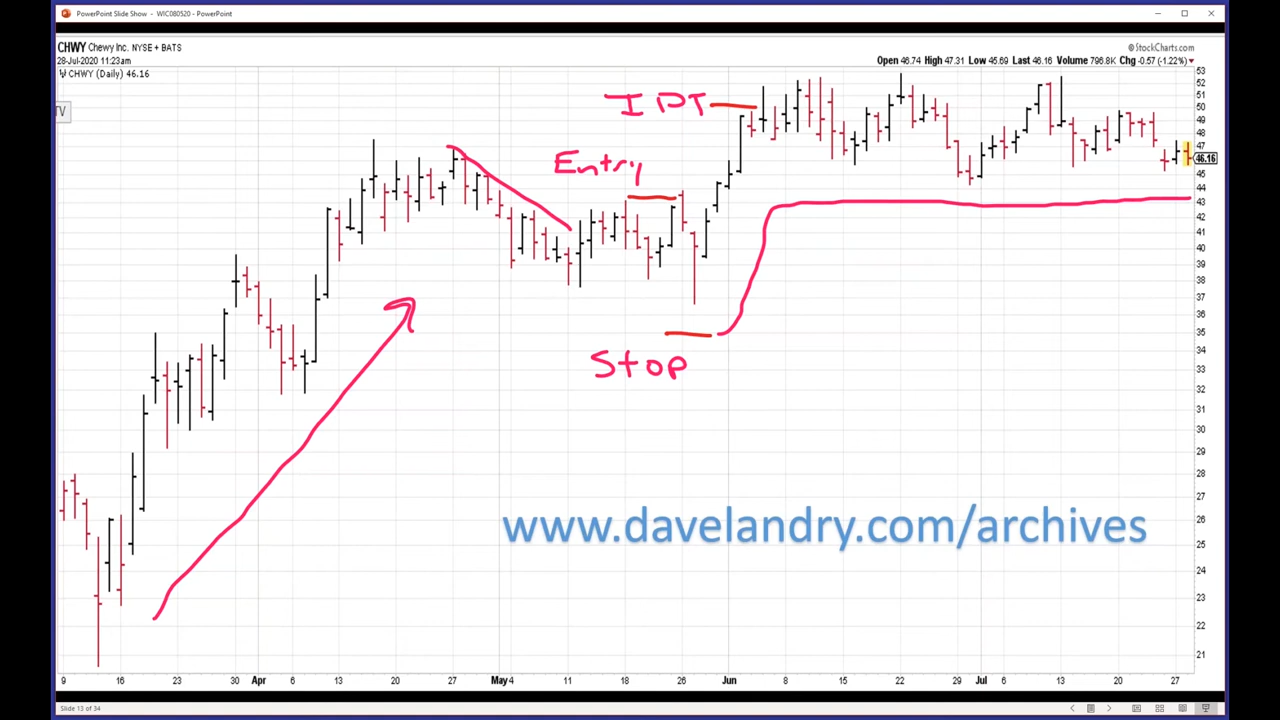 PowerPoint Slide Show - WIC080520 - PowerPoint
CHWY Chewy Inc. NYSE + BATS
© StockCharts.com
28-Jul-2020 11:23am
Open 46.74 High 47.31 Low 45.69 Last 46.16 Volume 796.8K Chg -0.57 (-1.22%)
CHWY (Daily) 46.16
TV
IPT
Entry
Stop
www.davelandry.com/archives
53
52
51
50
49
48
47
46.16
45
44
43
42
41
40
39
38
37
36
35
34
33
32
31
30
29
28
27
26
25
24
23
22
21
9 16 23 30 Apr 6 13 20 27 May 4 11 18 26 Jun 8 15 22 29 Jul 6 13 20 27
Slide 13 of 34